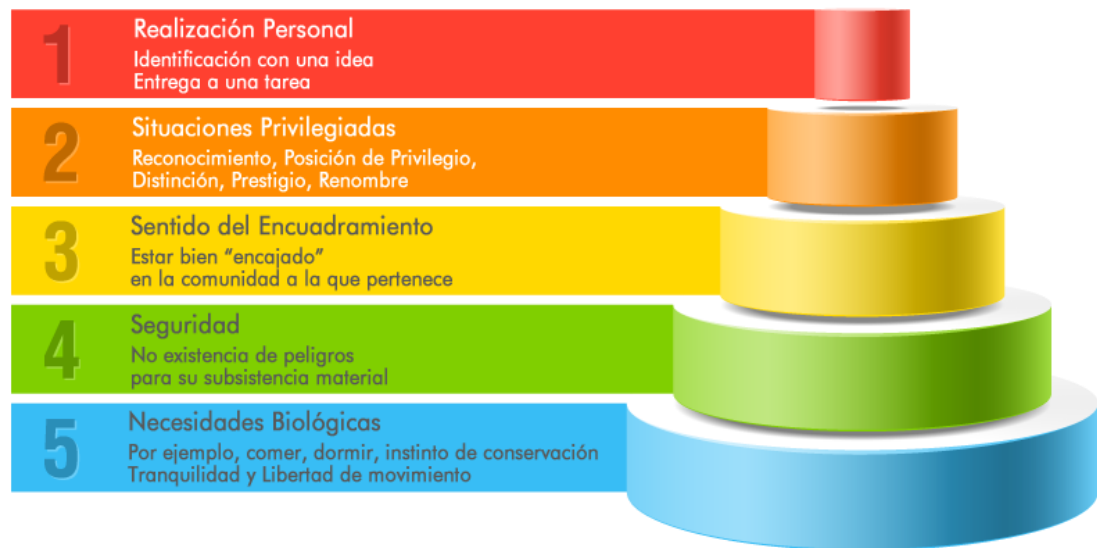 1
Realización Personal
Identificación con una idea
Entrega a una tarea
2
Situaciones Privilegiadas
Reconocimiento, Posición de Privilegio,
Distinción, Prestigio, Renombre
3
Sentido del Encuadramiento
Estar bien “encajado”
en la comunidad a la que pertenece
4
Seguridad
No existencia de peligros
para su subsistencia material
5
Necesidades Biológicas
Por ejemplo, comer, dormir, instinto de conservación
Tranquilidad y Libertad de movimiento